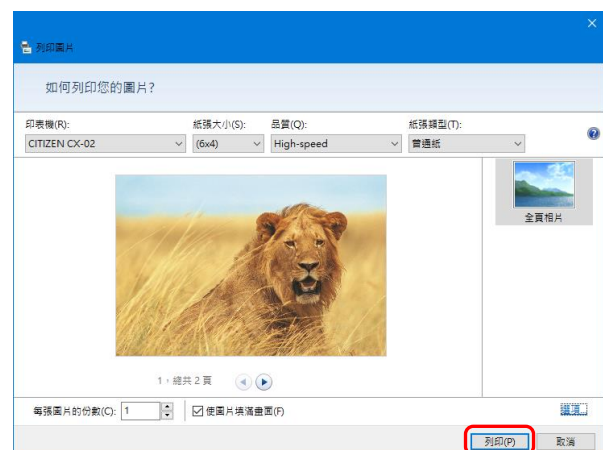 列印圖片
如何列印您的圖片?
印表機(R): 紙張大小(S): 品質(Q): 紙張類型(T):
CITIZEN CX-02 (6x4) High-speed 普通紙
全頁相片
1，總共 2 頁
每張圖片的份數(C): 1 使圖片填滿畫面(F) 選項...
列印(P) 取消